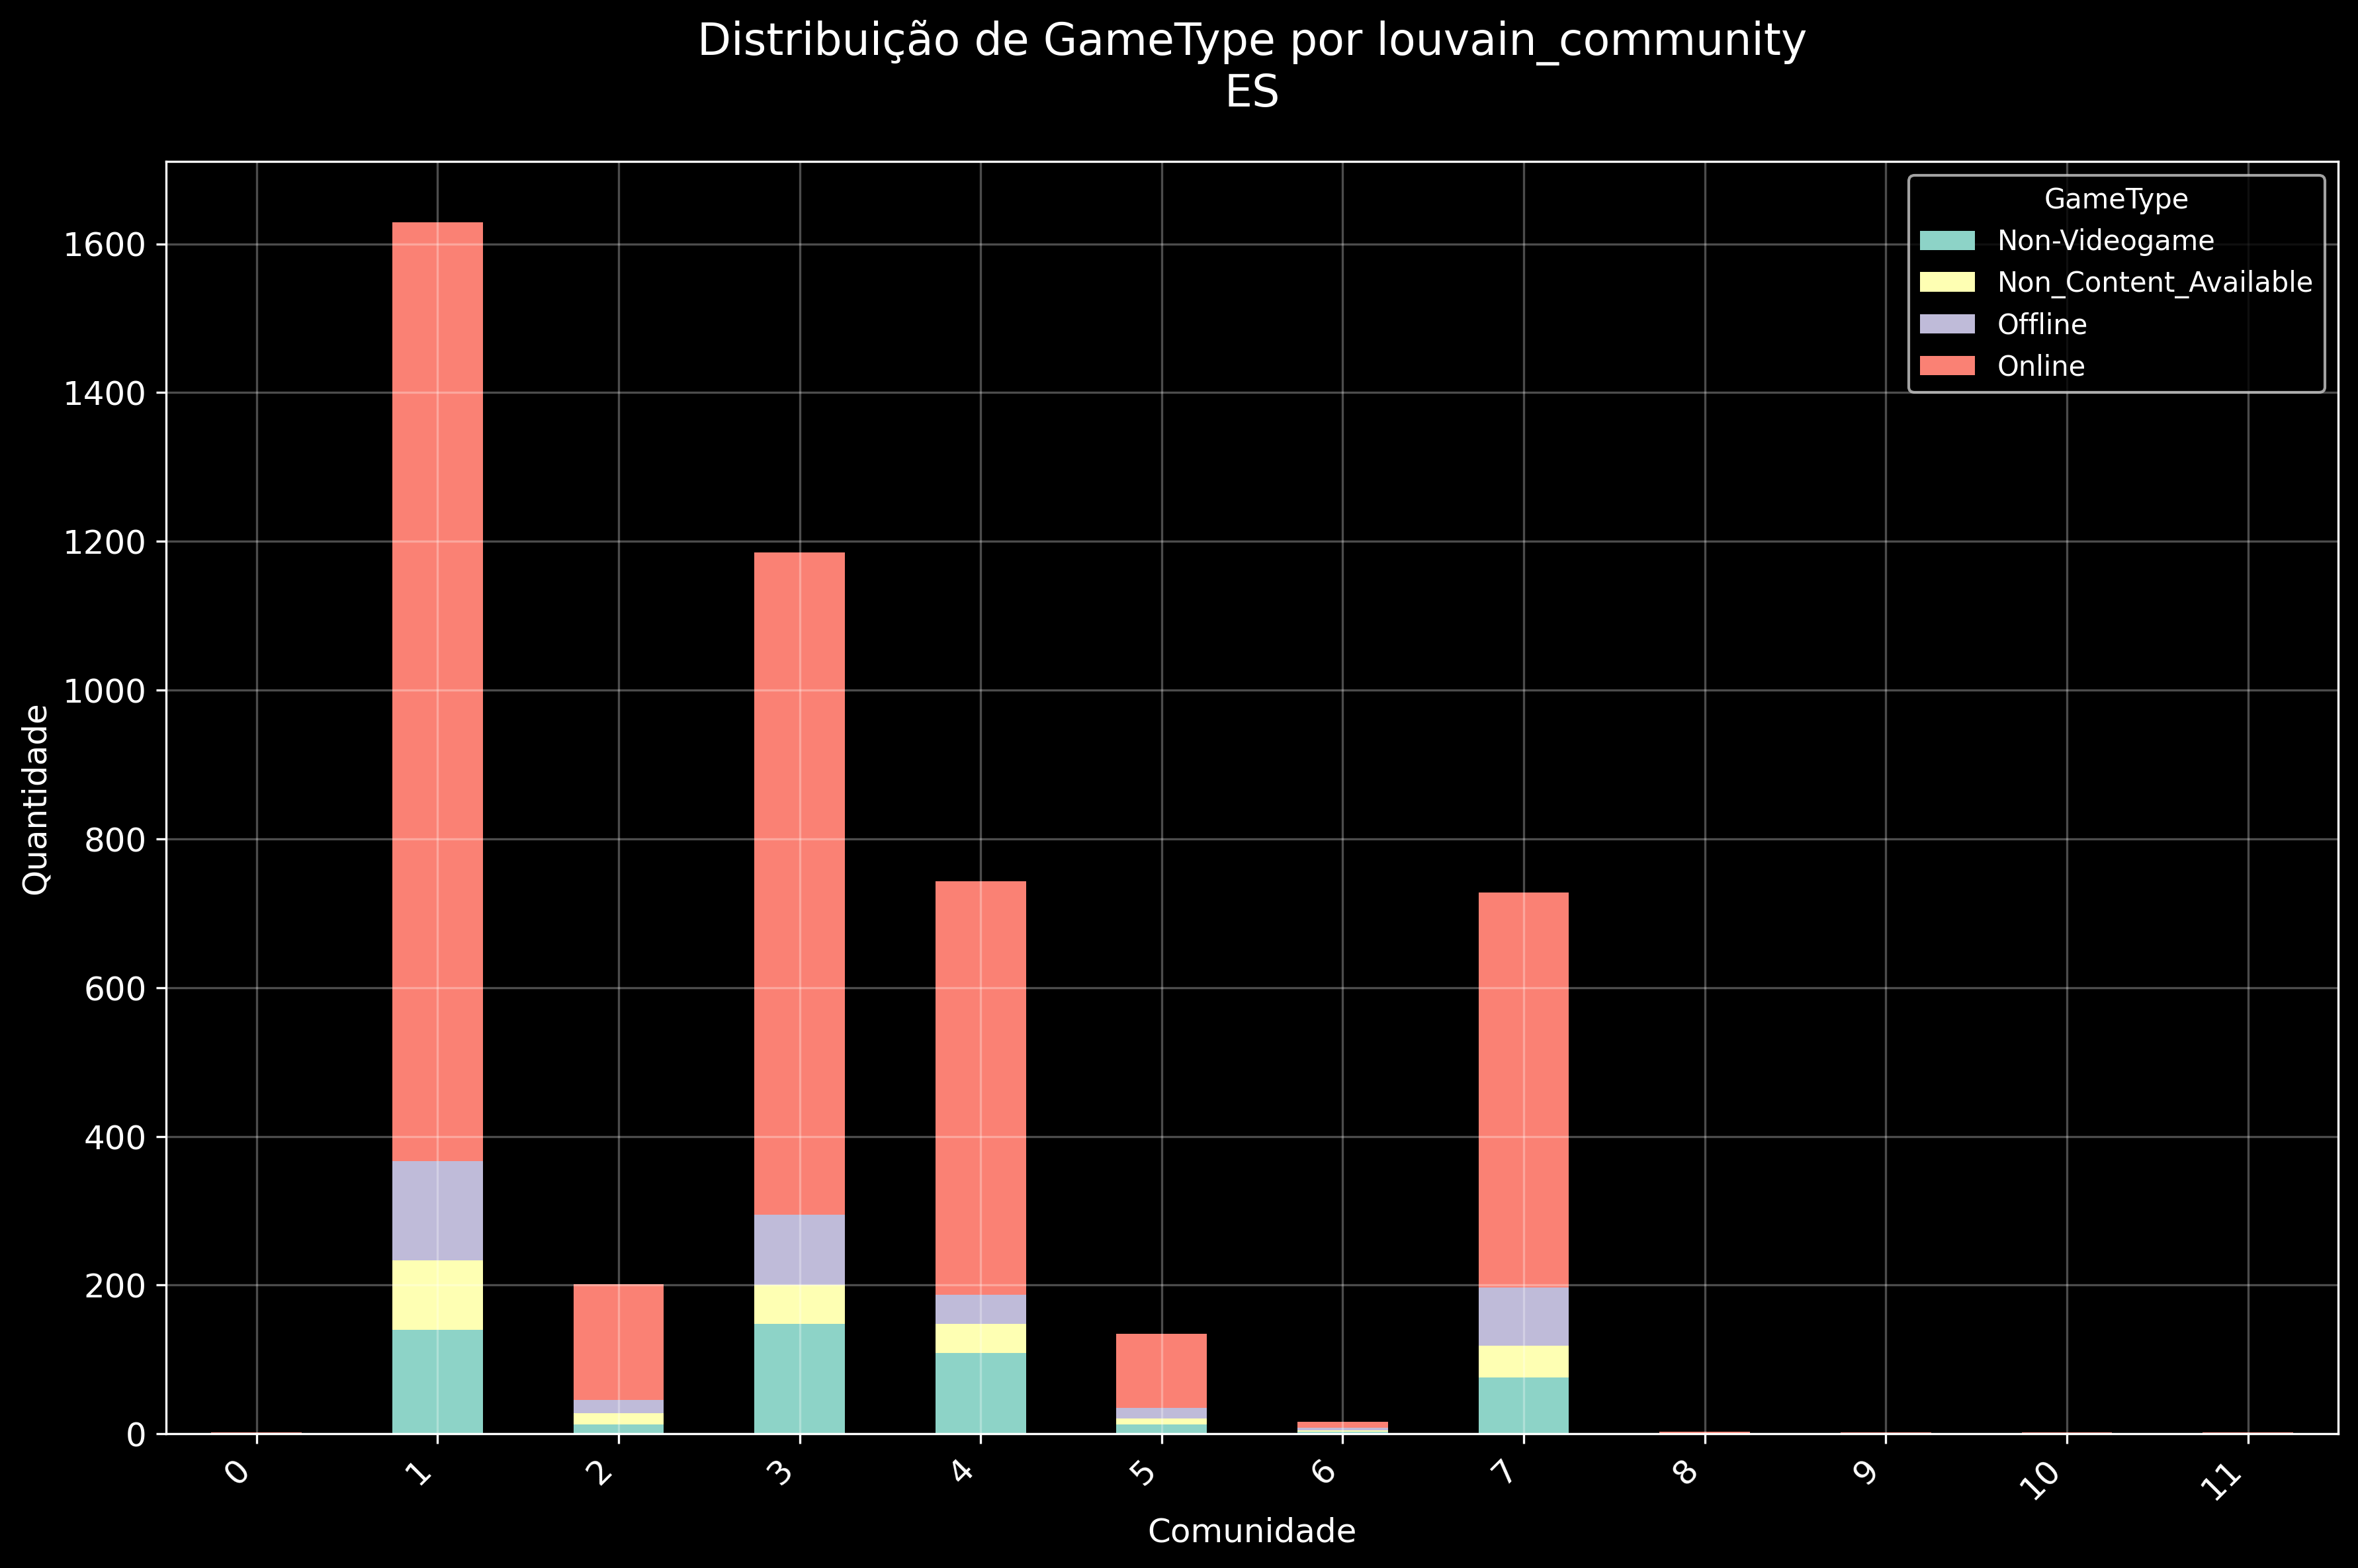 Distribuição de GameType por louvain_community
ES
GameType
Non-Videogame
Non_Content_Available
Offline
Online
Quantidade
1600
1400
1200
1000
800
600
400
200
0
0 1 2 3 4 5 6 7 8 9 10 11
Comunidade